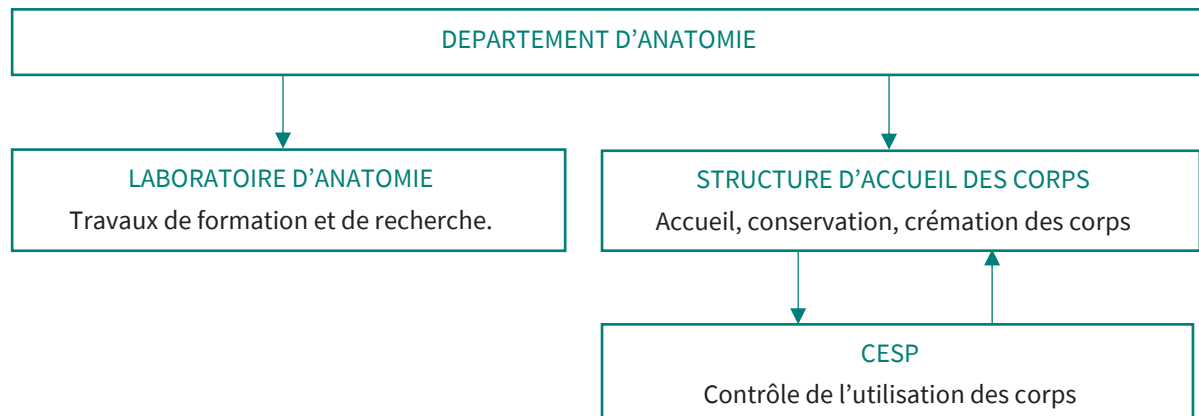 DEPARTEMENT D’ANATOMIE
LABORATOIRE D’ANATOMIE
Travaux de formation et de recherche.
STRUCTURE D’ACCUEIL DES CORPS
Accueil, conservation, crémation des corps
CESP
Contrôle de l’utilisation des corps